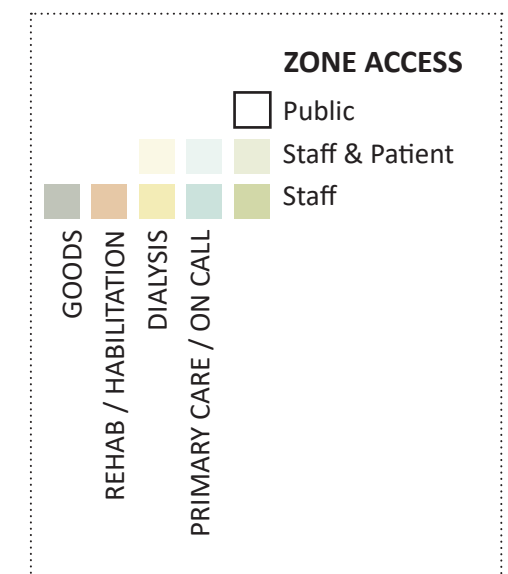 ZONE ACCESS
Public
Staff & Patient
Staff
GOODS
REHAB / HABILITATION
DIALYSIS
PRIMARY CARE / ON CALL